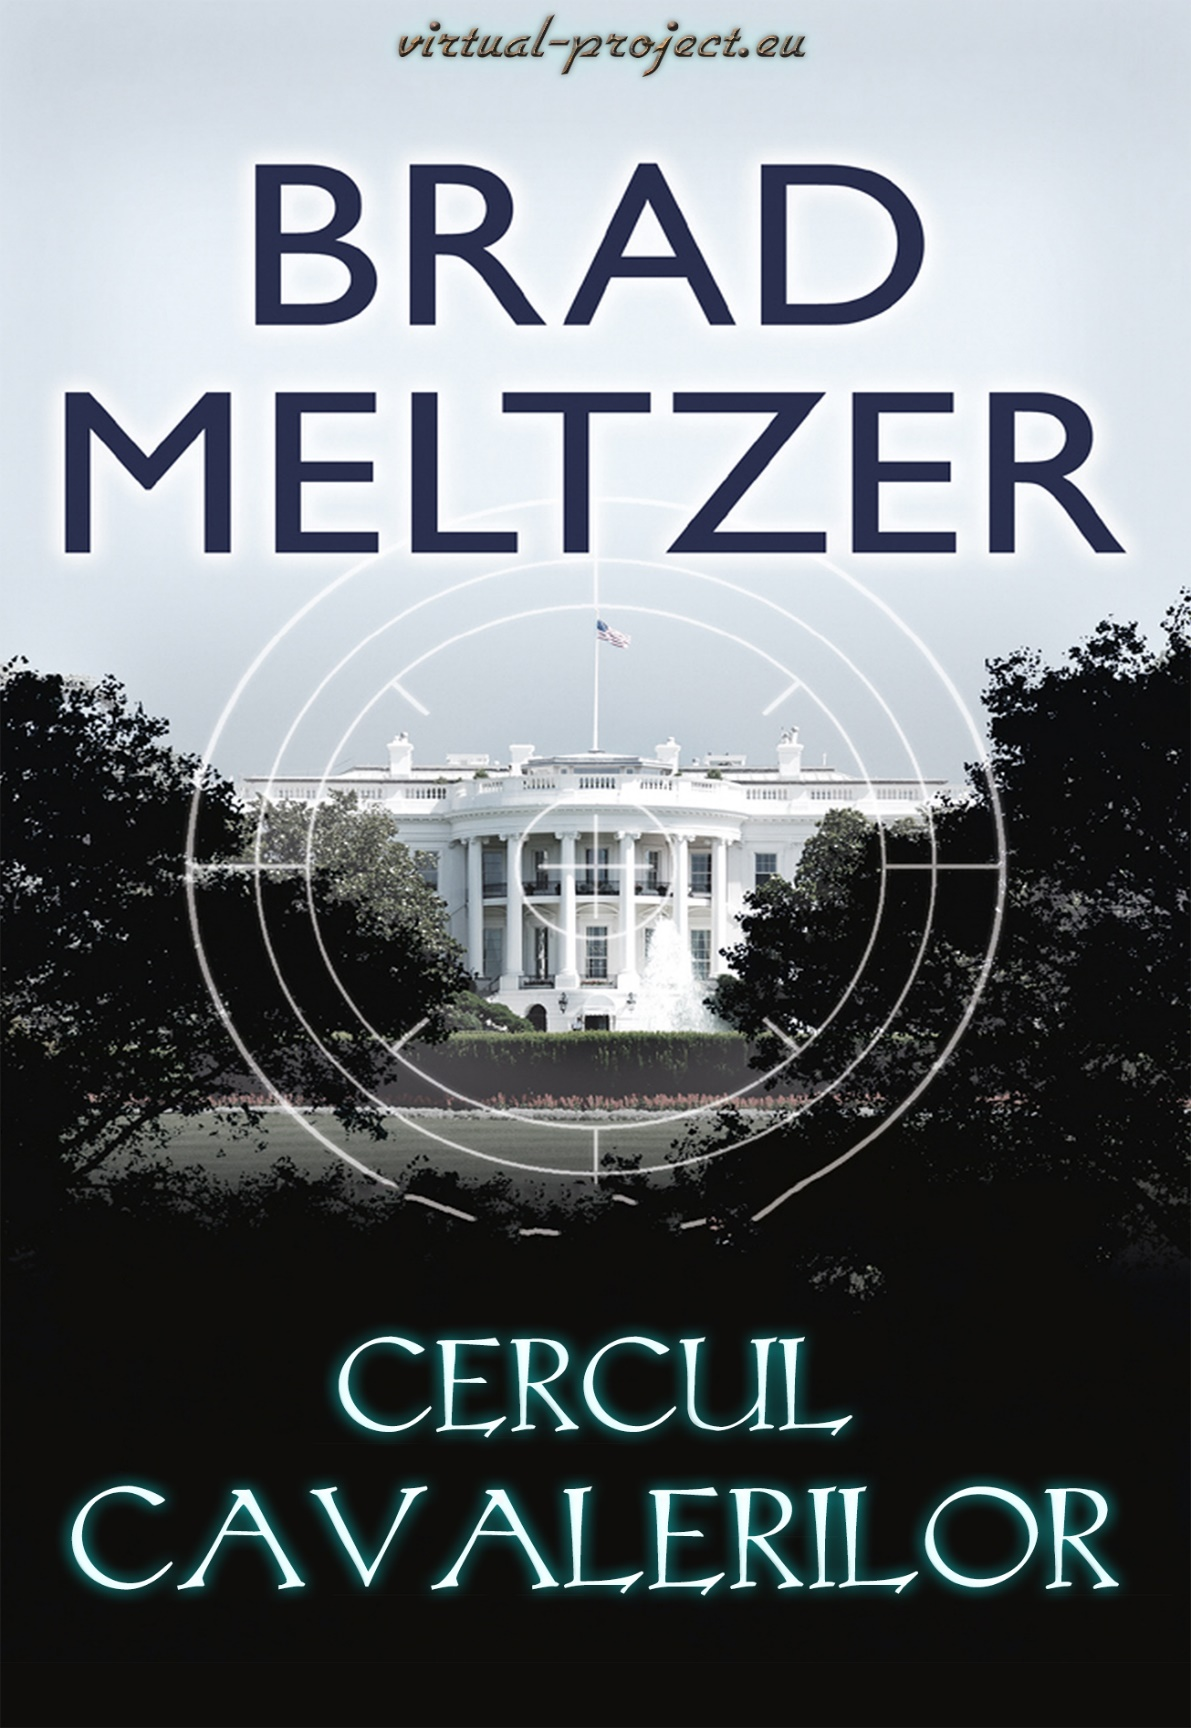 virtual-project.eu
BRAD
MELTZER
CERCUL
CAVALERILOR